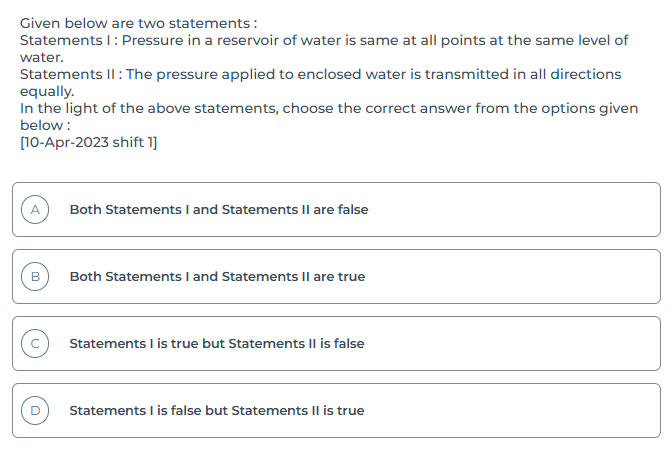 Given below are two statements :
Statements I : Pressure in a reservoir of water is same at all points at the same level of
water.
Statements II : The pressure applied to enclosed water is transmitted in all directions
equally.
In the light of the above statements, choose the correct answer from the options given
below :
[10-Apr-2023 shift 1]
A Both Statements I and Statements II are false
B Both Statements I and Statements II are true
C Statements I is true but Statements II is false
D Statements I is false but Statements II is true